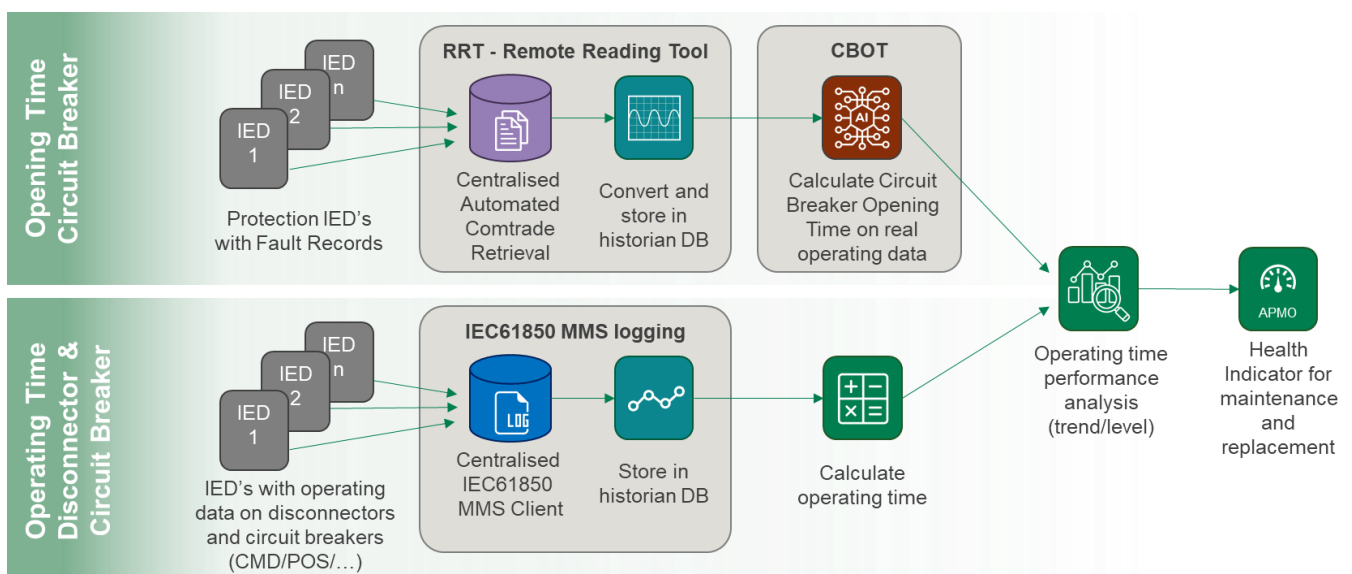 Opening Time
Circuit Breaker
IED
n
IED
2
IED
1
Protection IED's
with Fault Records
RRT - Remote Reading Tool
Centralised
Automated
Comtrade
Retrieval
Convert and
store in
historian DB
CBOT
AI
Calculate Circuit
Breaker Opening
Time on real
operating data
Operating Time
Disconnector &
Circuit Breaker
IED
n
IED
2
IED
1
IED's with operating
data on disconnectors
and circuit breakers
(CMD/POS/…)
IEC61850 MMS logging
LOG
Centralised
IEC61850
MMS Client
Store in
historian DB
Calculate
operating time
Operating time
performance
analysis
(trend/level)
APMO
Health
Indicator for
maintenance
and
replacement